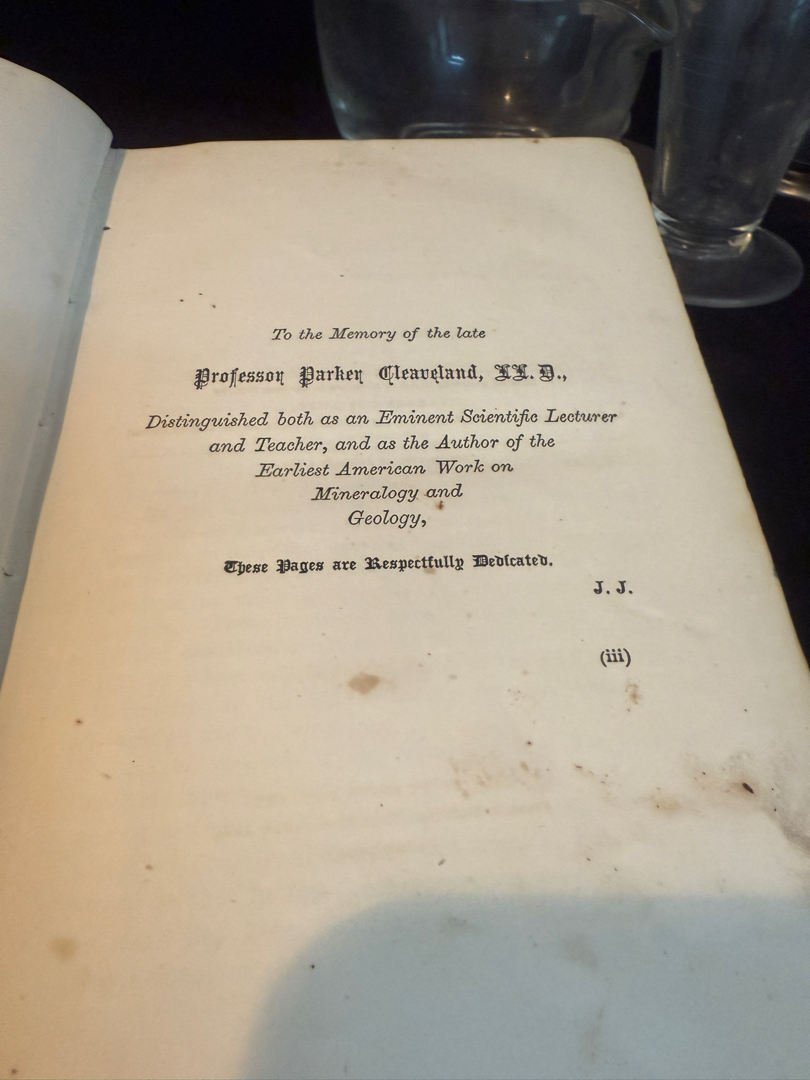 To the Memory of the late
Professor Parker Cleaveland, LL.D.,
Distinguished both as an Eminent Scientific Lecturer
and Teacher, and as the Author of the
Earliest American Work on
Mineralogy and
Geology,
These Pages are Respectfully Dedicated.
J. J.
(iii)